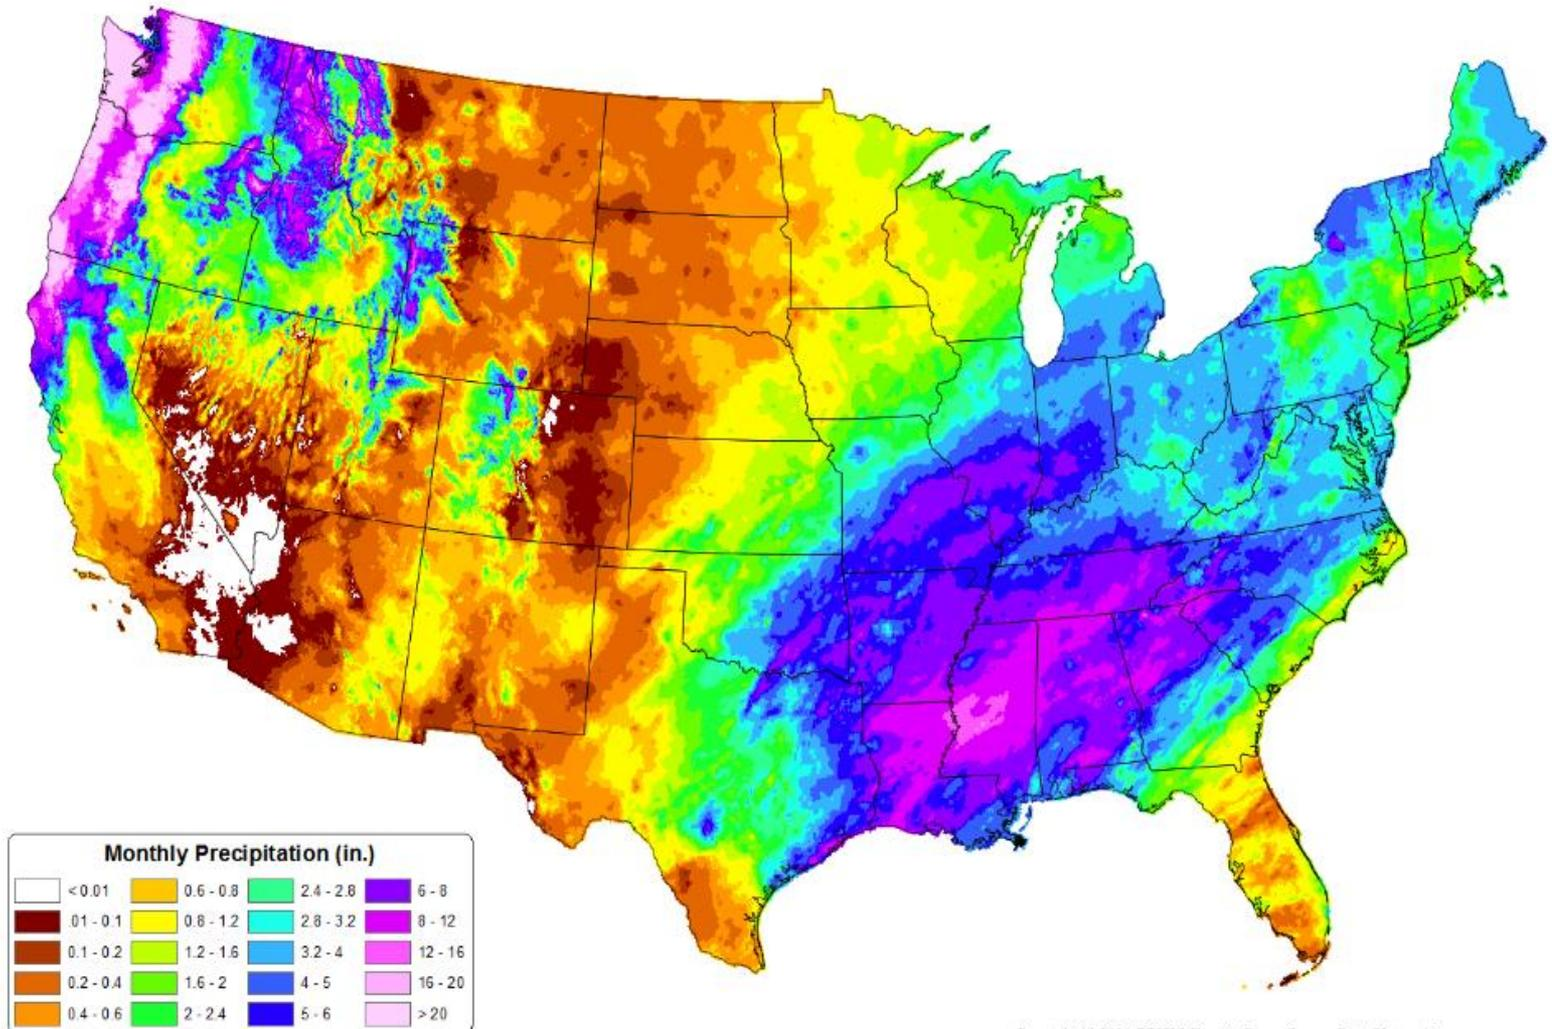 Monthly Precipitation (in.)
< 0.01 0.6 - 0.8 2.4 - 2.8 6 - 8
.01 - 0.1 0.8 - 1.2 2.8 - 3.2 8 - 12
0.1 - 0.2 1.2 - 1.6 3.2 - 4 12 - 16
0.2 - 0.4 1.6 - 2 4 - 5 16 - 20
0.4 - 0.6 2 - 2.4 5 - 6 > 20